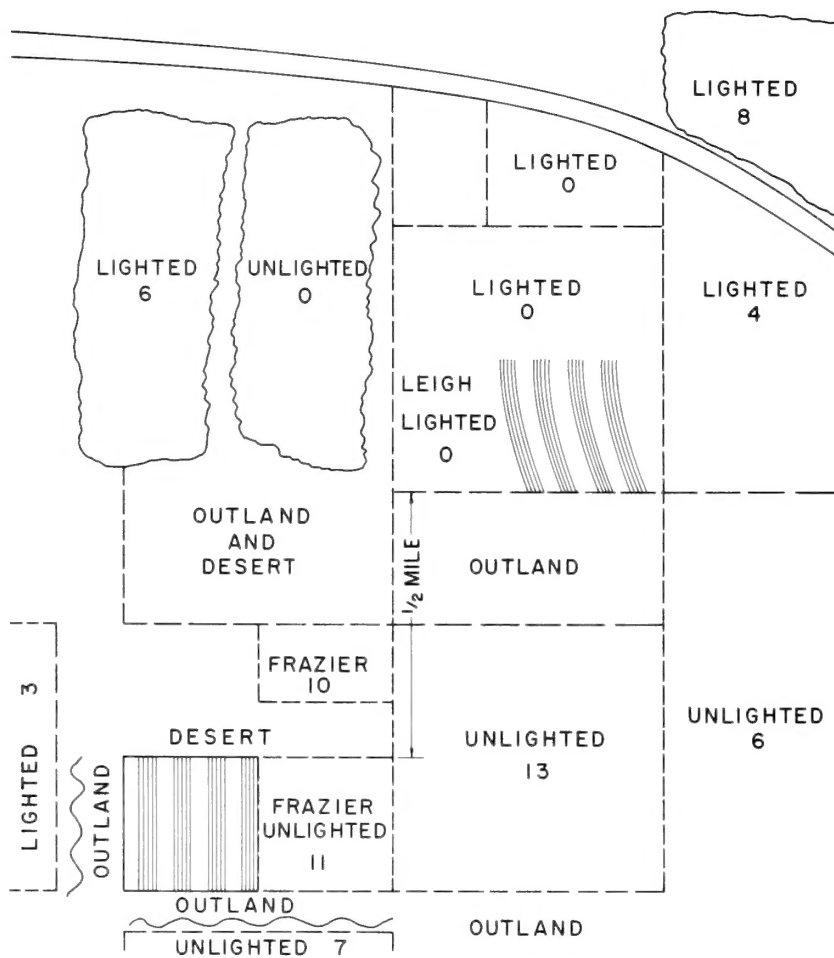 LIGHTED
8
LIGHTED
0
LIGHTED
6
UNLIGHTED
0
LIGHTED
0
LIGHTED
4
LEIGH
LIGHTED
0
OUTLAND
AND
DESERT
1/2 MILE
OUTLAND
FRAZIER
10
LIGHTED 3
DESERT
UNLIGHTED
13
UNLIGHTED
6
OUTLAND
FRAZIER
UNLIGHTED
11
OUTLAND
UNLIGHTED 7
OUTLAND